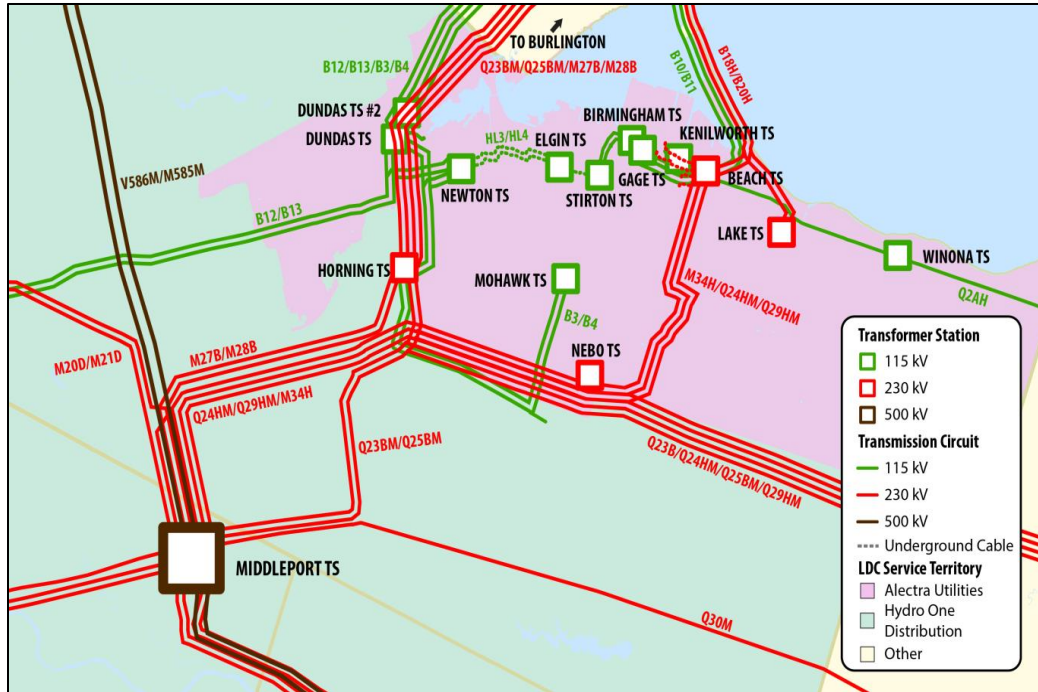 TO BURLINGTON
B12/B13/B3/B4
Q23BM/Q25BM/M27B/M28B
B10/B11
B18H/B20H
DUNDAS TS #2
DUNDAS TS
HL3/HL4
ELGIN TS
BIRMINGHAM TS
KENILWORTH TS
V586M/M585M
NEWTON TS
STIRTON TS
GAGE TS
BEACH TS
B12/B13
LAKE TS
WINONA TS
HORNING TS
MOHAWK TS
M34H/Q24HM/Q29HM
Q2AH
B3/B4
M20D/M21D
M27B/M28B
NEBO TS
Q24HM/Q29HM/M34H
Q23BM/Q25BM
Q23B/Q24HM/Q25BM/Q29HM
MIDDLEPORT TS
Q30M
Transformer Station
115 kV
230 kV
500 kV
Transmission Circuit
115 kV
230 kV
500 kV
Underground Cable
LDC Service Territory
Alectra Utilities
Hydro One
Distribution
Other